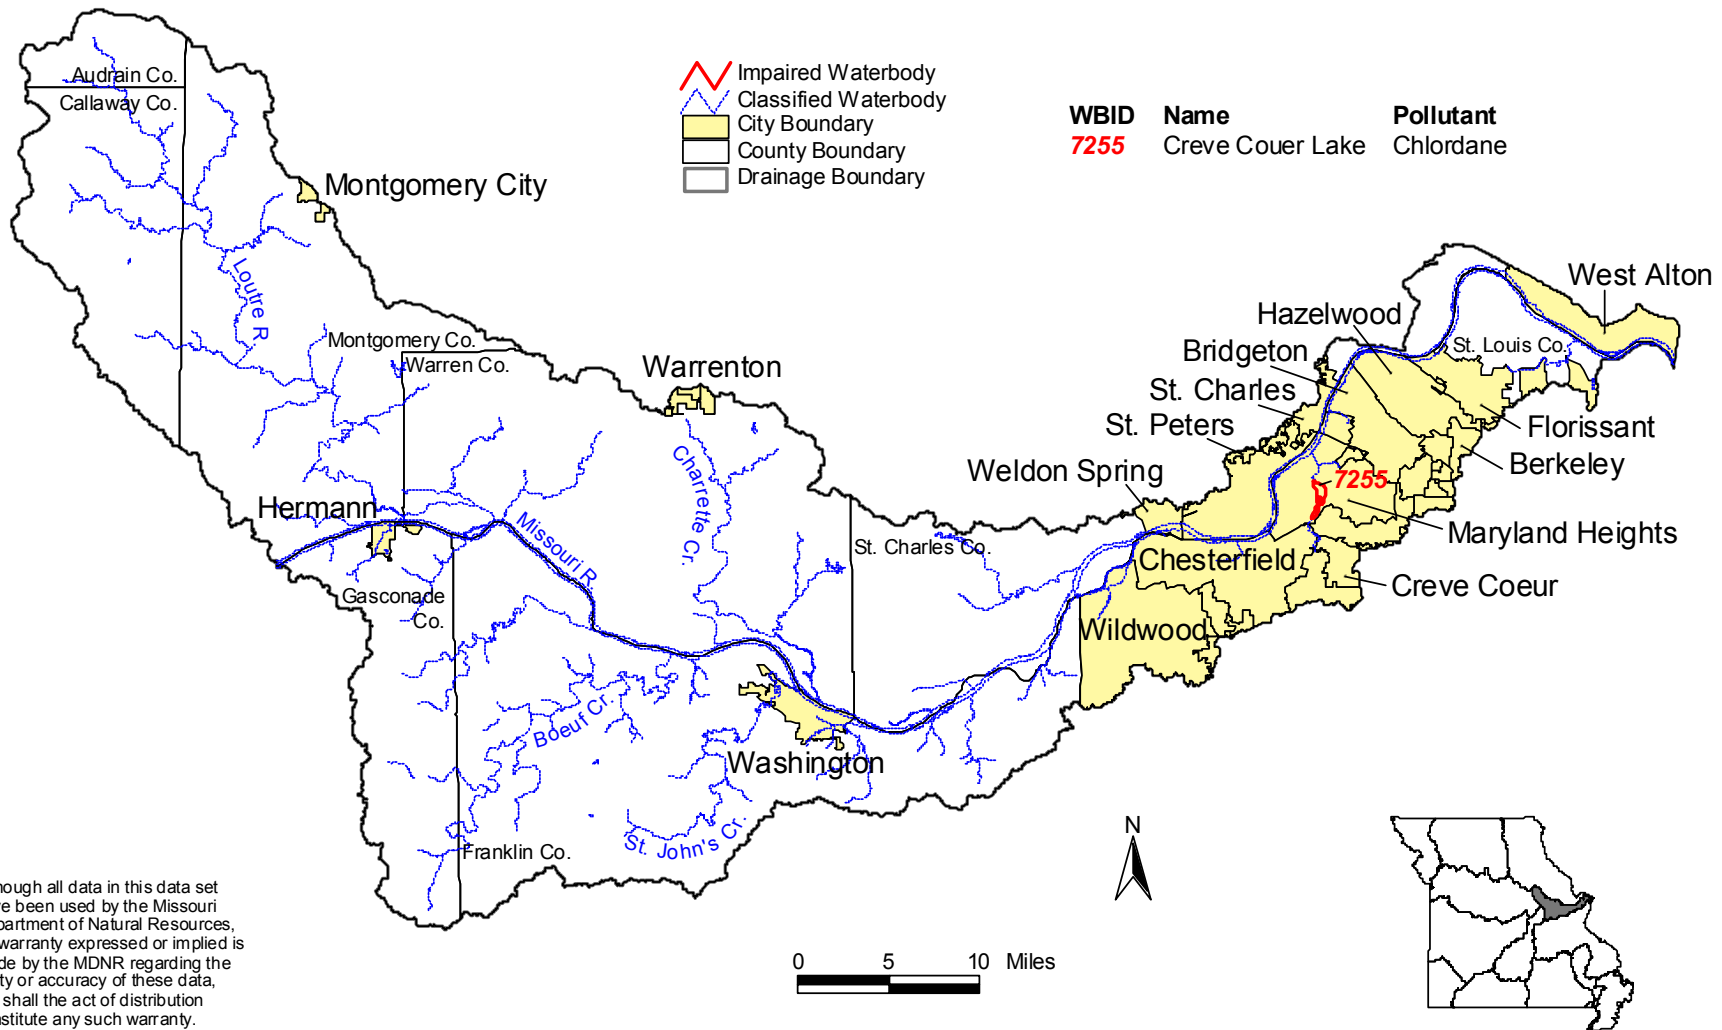 Audrain Co.
Callaway Co.
Montgomery City
Loutre R
Impaired Waterbody
Classified Waterbody
City Boundary
County Boundary
Drainage Boundary
WBID Name Pollutant
7255 Creve Couer Lake Chlordane
Montgomery Co.
Warren Co.
Warrenton
Charrette Cr.
Hermann
Missouri R
Gasconade
Co.
Boeuf Cr.
Washington
St. John's Cr.
Franklin Co.
St. Charles Co.
West Alton
Hazelwood
St. Louis Co.
Bridgeton
St. Charles
St. Peters
Weldon Spring
Florissant
Berkeley
7255
Maryland Heights
Chesterfield
Creve Coeur
Wildwood
N
0 5 10 Miles
hough all data in this data set
ve been used by the Missouri
partment of Natural Resources,
warranty expressed or implied is
de by the MDNR regarding the
ty or accuracy of these data,
shall the act of distribution
nstitute any such warranty.